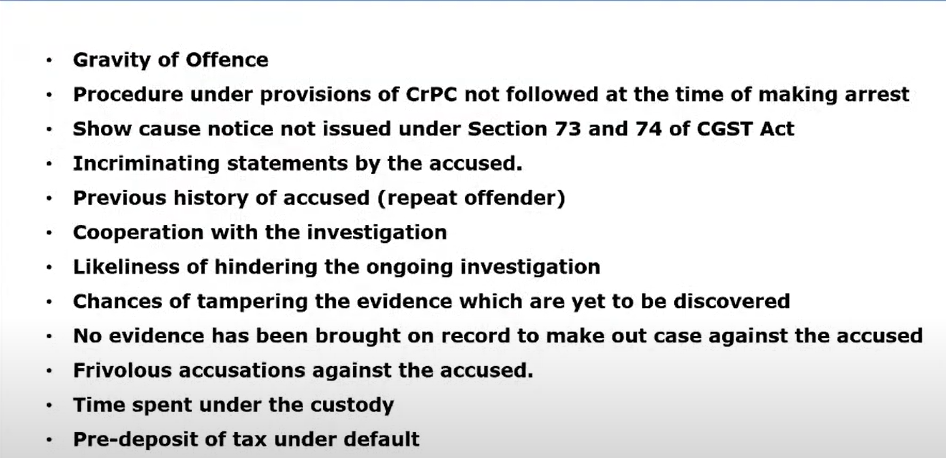 • Gravity of Offence
• Procedure under provisions of CrPC not followed at the time of making arrest
• Show cause notice not issued under Section 73 and 74 of CGST Act
• Incriminating statements by the accused.
• Previous history of accused (repeat offender)
• Cooperation with the investigation
• Likeliness of hindering the ongoing investigation
• Chances of tampering the evidence which are yet to be discovered
• No evidence has been brought on record to make out case against the accused
• Frivolous accusations against the accused.
• Time spent under the custody
• Pre-deposit of tax under default